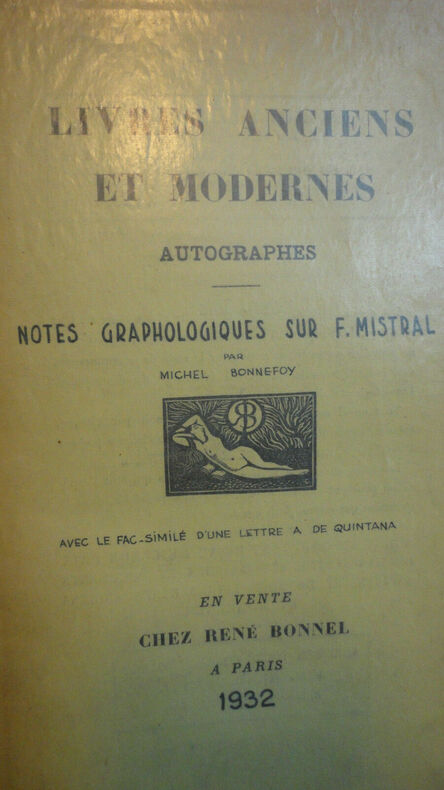 LIVRES ANCIENS
ET MODERNES
AUTOGRAPHES
NOTES GRAPHOLOGIQUES SUR F. MISTRAL
PAR
MICHEL BONNEFOY
RB
AVEC LE FAC-SiMiLÉ D'UNE LETTRE A DE QUINTANA
EN VENTE
CHEZ RENÉ BONNEL
A PARIS
1932